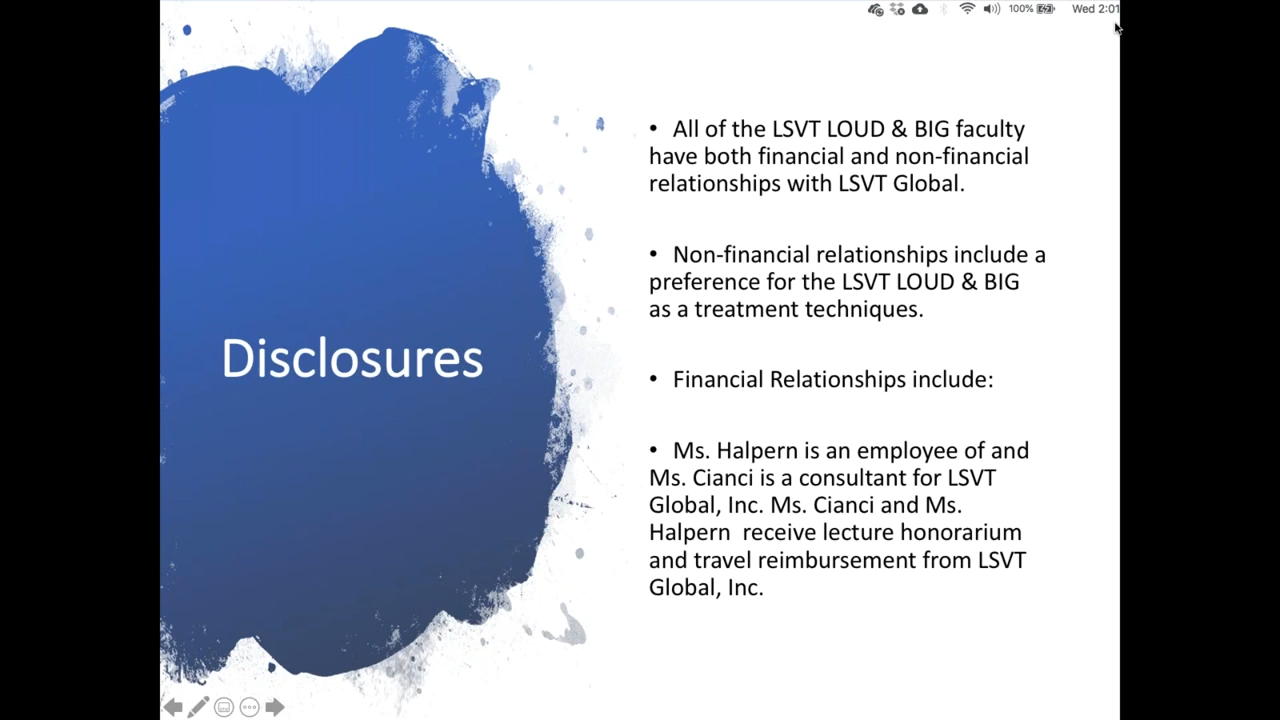 100% Wed 2:01
Disclosures
• All of the LSVT LOUD & BIG faculty
have both financial and non-financial
relationships with LSVT Global.
• Non-financial relationships include a
preference for the LSVT LOUD & BIG
as a treatment techniques.
• Financial Relationships include:
• Ms. Halpern is an employee of and
Ms. Cianci is a consultant for LSVT
Global, Inc. Ms. Cianci and Ms.
Halpern  receive lecture honorarium
and travel reimbursement from LSVT
Global, Inc.